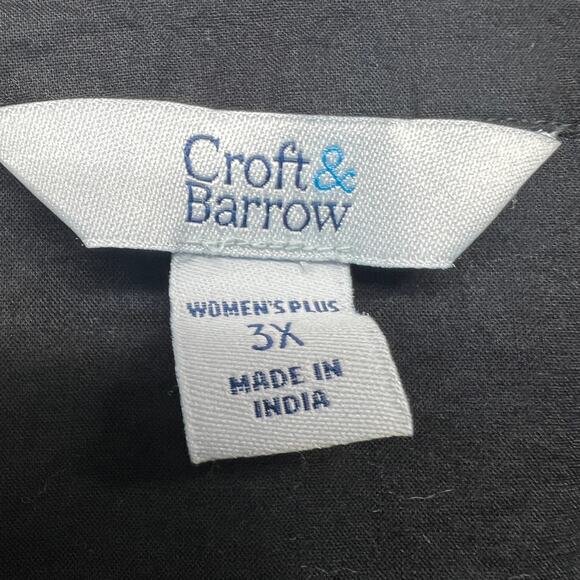 Croft&
Barrow
WOMEN'S PLUS
3X
MADE IN
INDIA